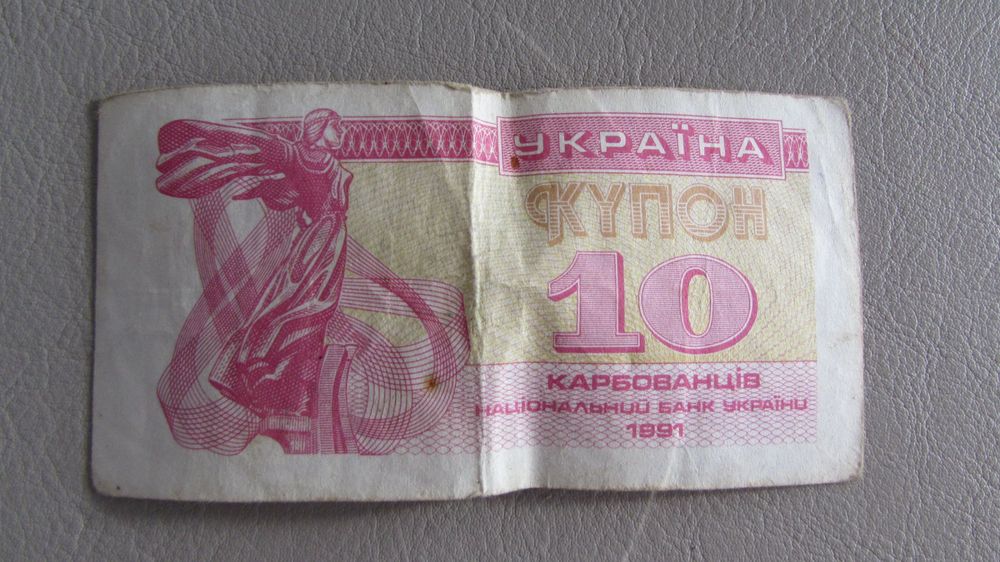 УКРАЇНА
КУПОН
10
КАРБОВАНЦІВ
НАЦІОНАЛЬНИЙ БАНК УКРАЇНИ
1991